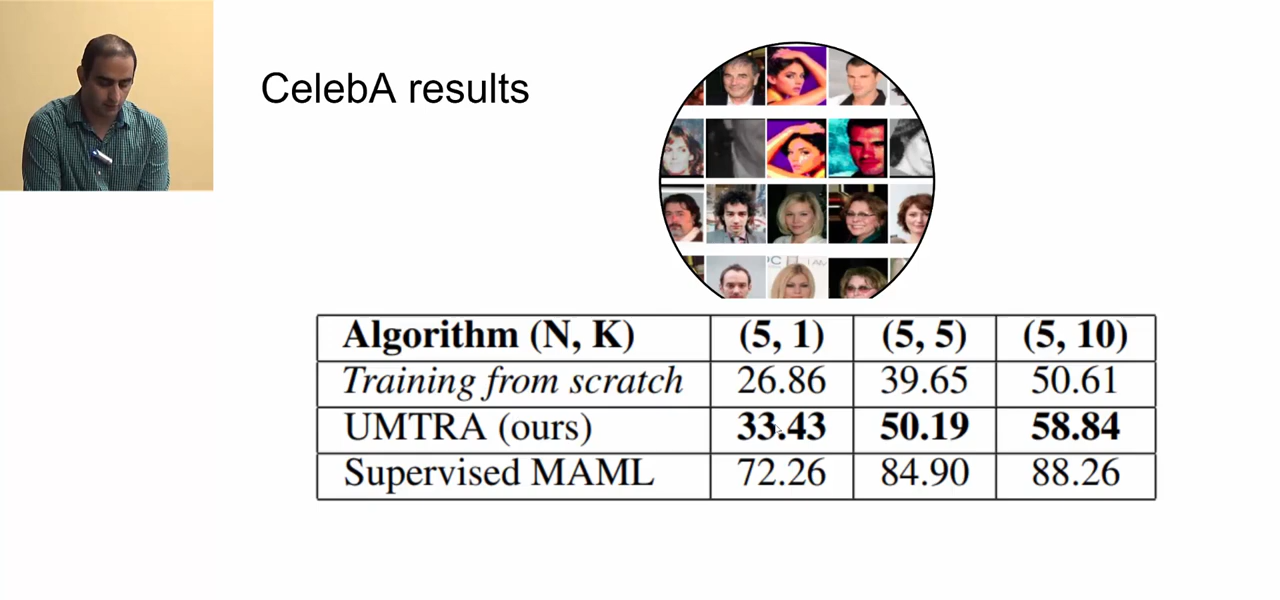 CelebA results
Algorithm (N, K) (5, 1) (5, 5) (5, 10)
Training from scratch 26.86 39.65 50.61
UMTRA (ours) 33.43 50.19 58.84
Supervised MAML 72.26 84.90 88.26